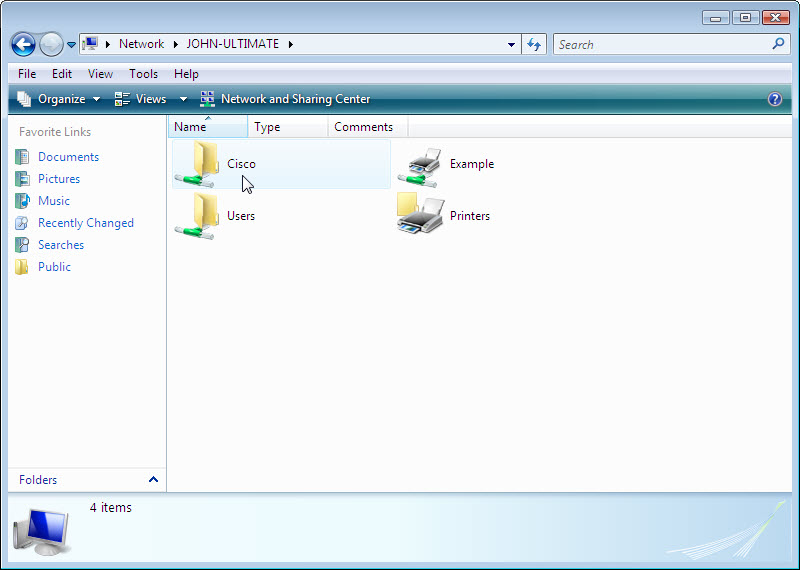 Network JOHN-ULTIMATE Search
File Edit View Tools Help
Organize Views Network and Sharing Center
Favorite Links
Documents
Pictures
Music
Recently Changed
Searches
Public
Folders
Name Type Comments
Cisco Example
Users Printers
4 items